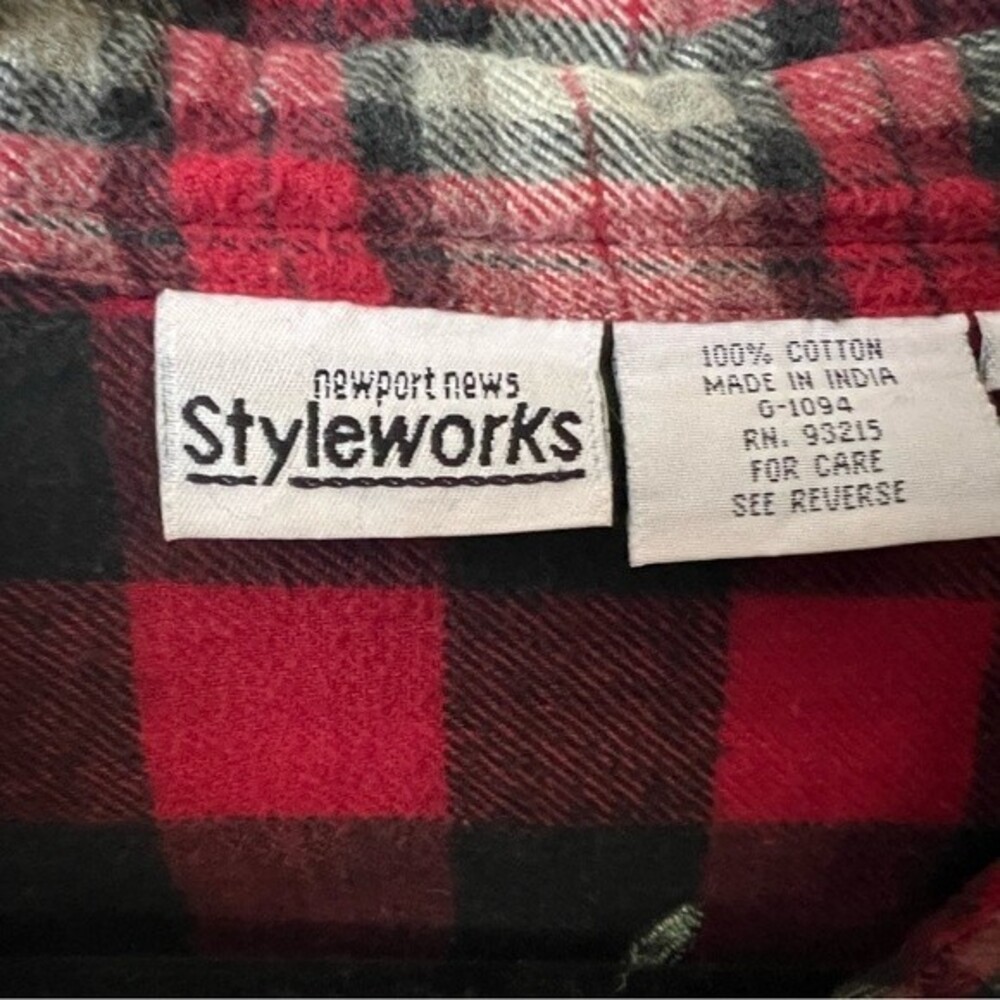 newport news
Styleworks
100% COTTON
MADE IN INDIA
G-1094
RN. 93215
FOR CARE
SEE REVERSE